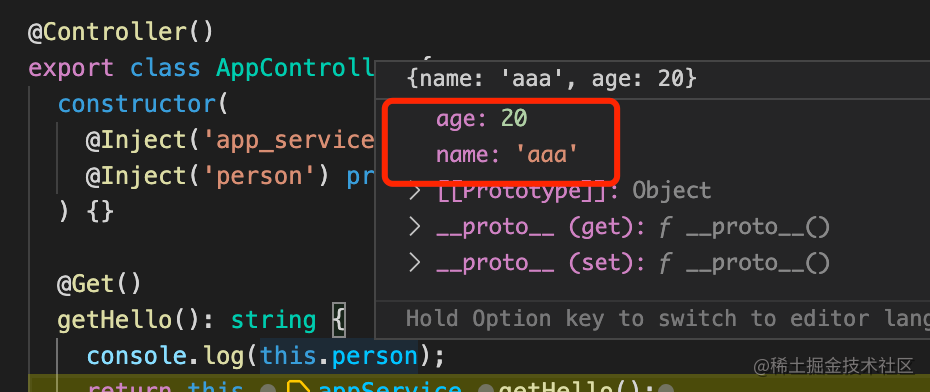 @Controller()
export class AppControll
constructor(
@Inject('app_service
@Inject('person') pr
) {}
@Get()
getHello(): string {
console.log(this.person);
return this. appService. getHello();
{name: 'aaa', age: 20}
age: 20
name: 'aaa'
> [[Prototype]]: Object
> __proto__ (get): ƒ __proto__()
> __proto__ (set): ƒ __proto__()
Hold Option key to switch to editor lang
@稀土掘金技术社区